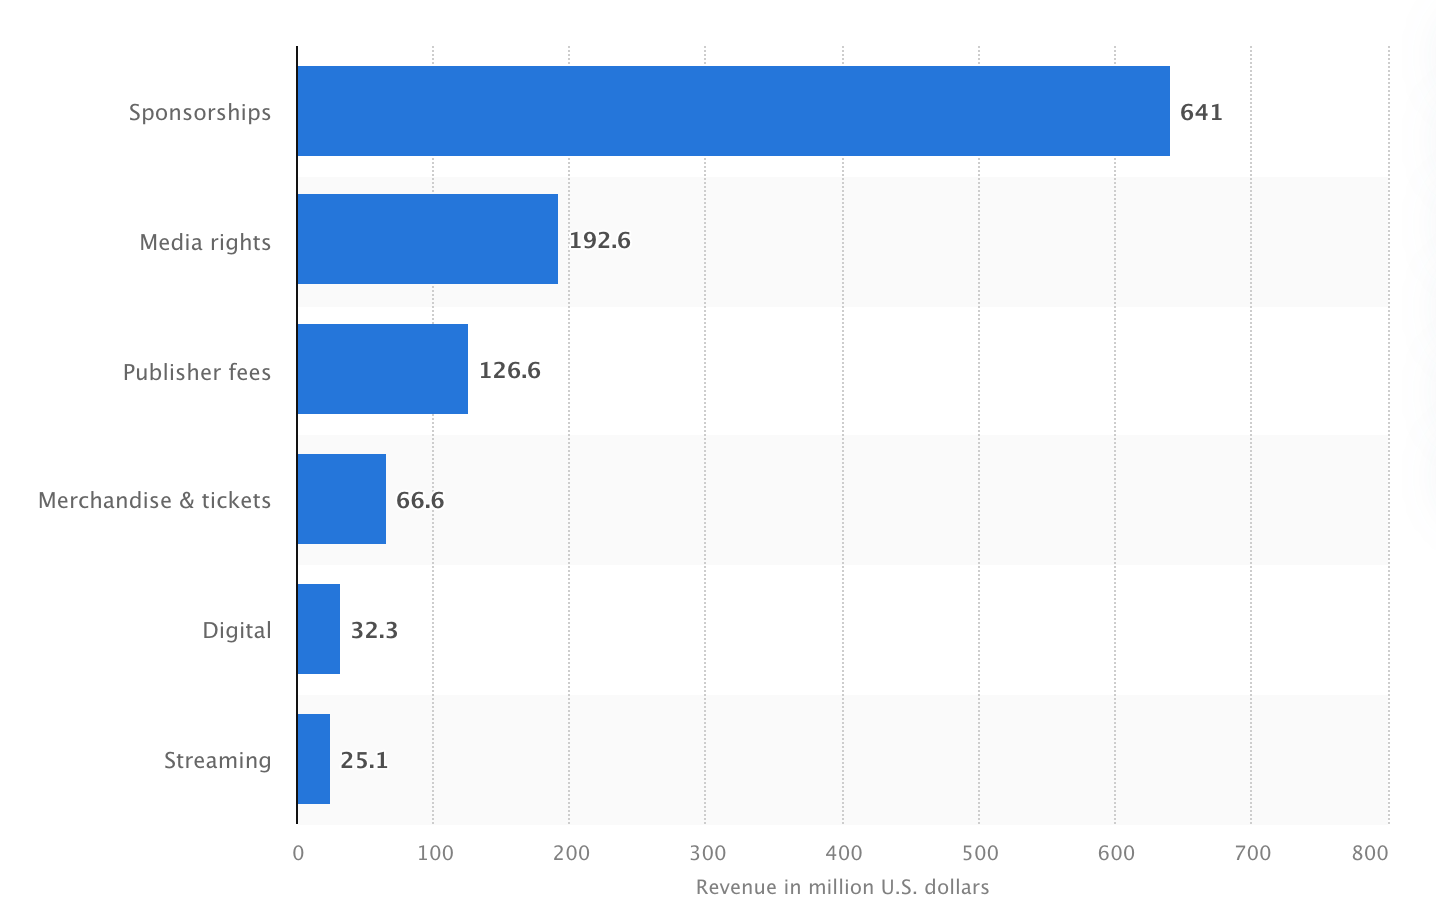 Sponsorships 641
Media rights 192.6
Publisher fees 126.6
Merchandise & tickets 66.6
Digital 32.3
Streaming 25.1
0 100 200 300 400 500 600 700 800
Revenue in million U.S. dollars